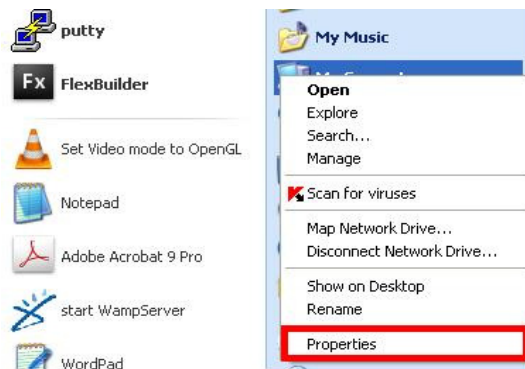 putty
Fx FlexBuilder
Set Video mode to OpenGL
Notepad
Adobe Acrobat 9 Pro
start WampServer
WordPad
My Music
Open
Explore
Search...
Manage
Scan for viruses
Map Network Drive...
Disconnect Network Drive...
Show on Desktop
Rename
Properties